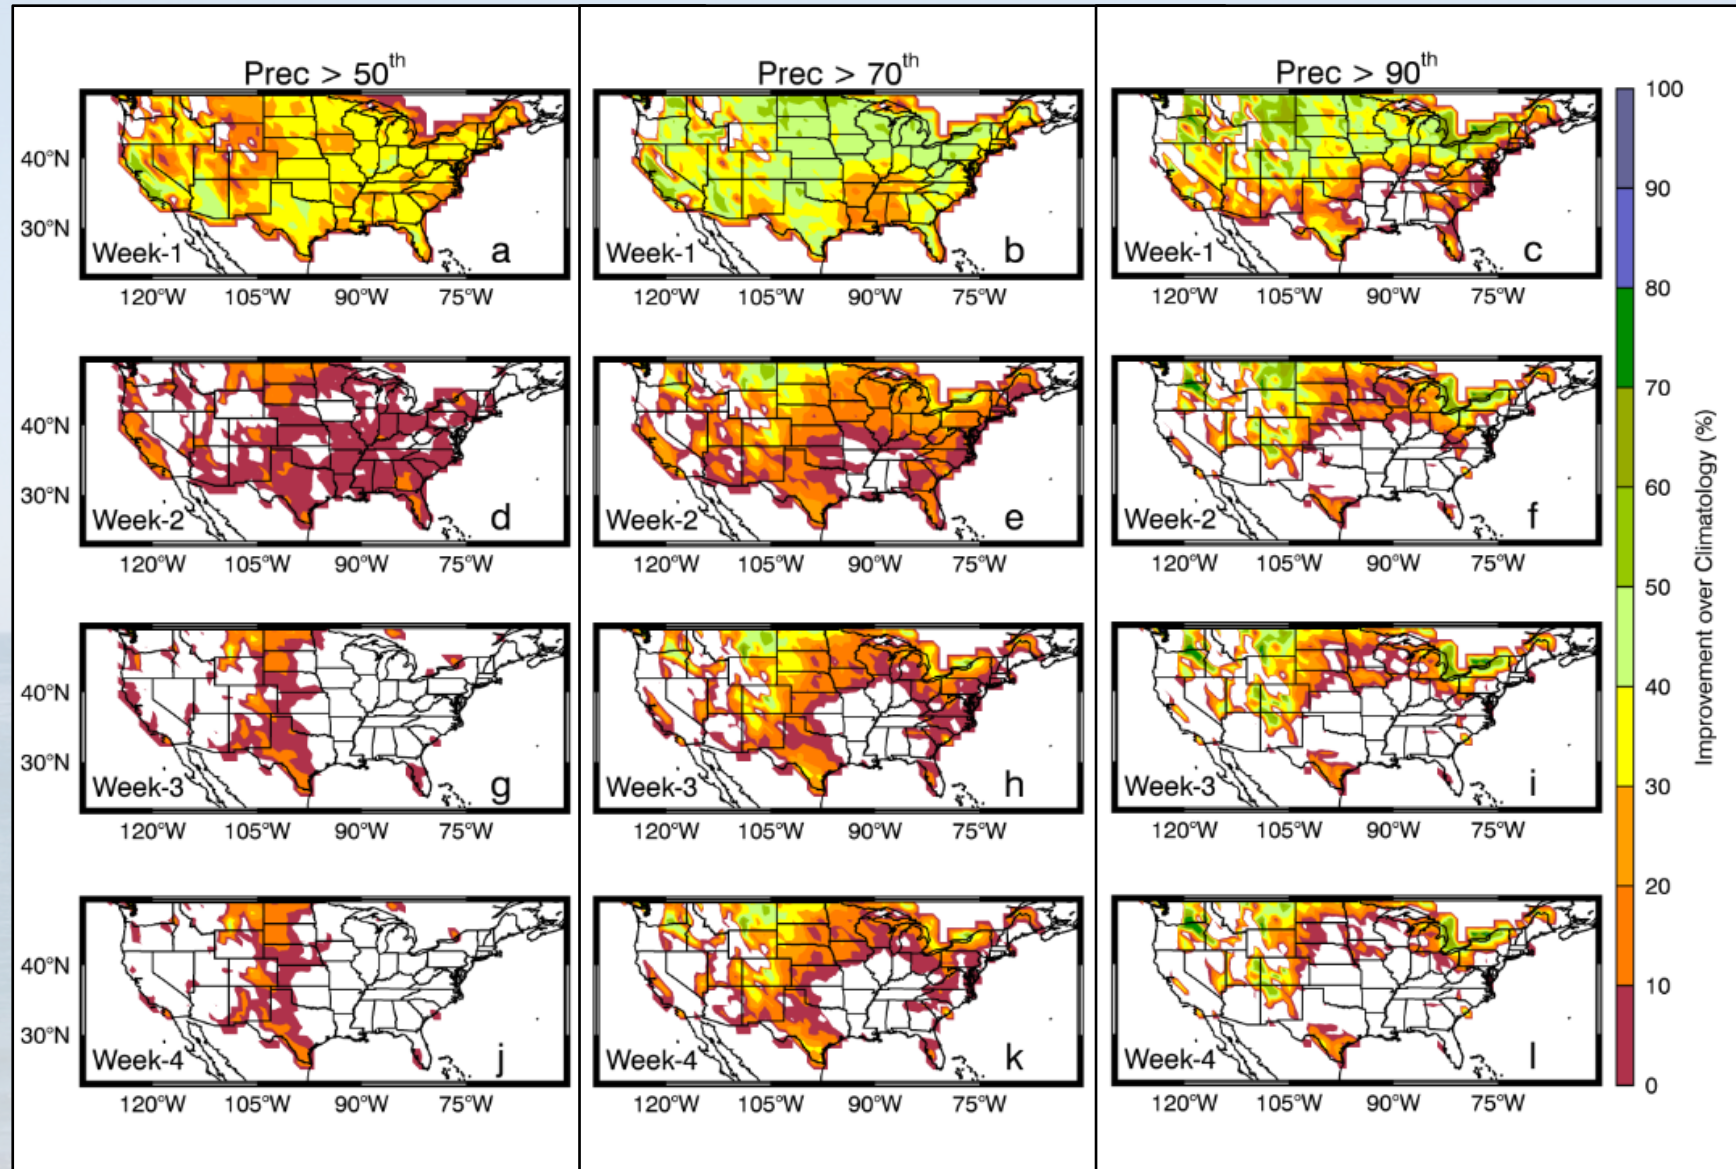 Prec > 50th Prec > 70th Prec > 90th
40°N
30°N
Week-1 a Week-1 b Week-1 c
120°W 105°W 90°W 75°W 120°W 105°W 90°W 75°W 120°W 105°W 90°W 75°W
40°N
30°N
Week-2 d Week-2 e Week-2 f
120°W 105°W 90°W 75°W 120°W 105°W 90°W 75°W 120°W 105°W 90°W 75°W
40°N
30°N
Week-3 g Week-3 h Week-3 i
120°W 105°W 90°W 75°W 120°W 105°W 90°W 75°W 120°W 105°W 90°W 75°W
40°N
30°N
Week-4 j Week-4 k Week-4 l
120°W 105°W 90°W 75°W 120°W 105°W 90°W 75°W 120°W 105°W 90°W 75°W
100
90
80
70
60
50
40
30
20
10
0
Improvement over Climatology (%)